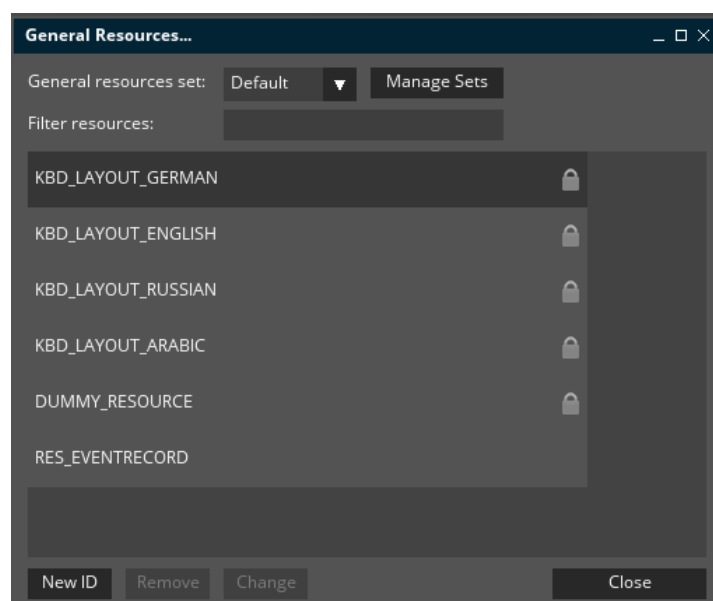 General Resources...
General resources set: Default Manage Sets
Filter resources:
KBD_LAYOUT_GERMAN
KBD_LAYOUT_ENGLISH
KBD_LAYOUT_RUSSIAN
KBD_LAYOUT_ARABIC
DUMMY_RESOURCE
RES_EVENTRECORD
New ID Remove Change Close